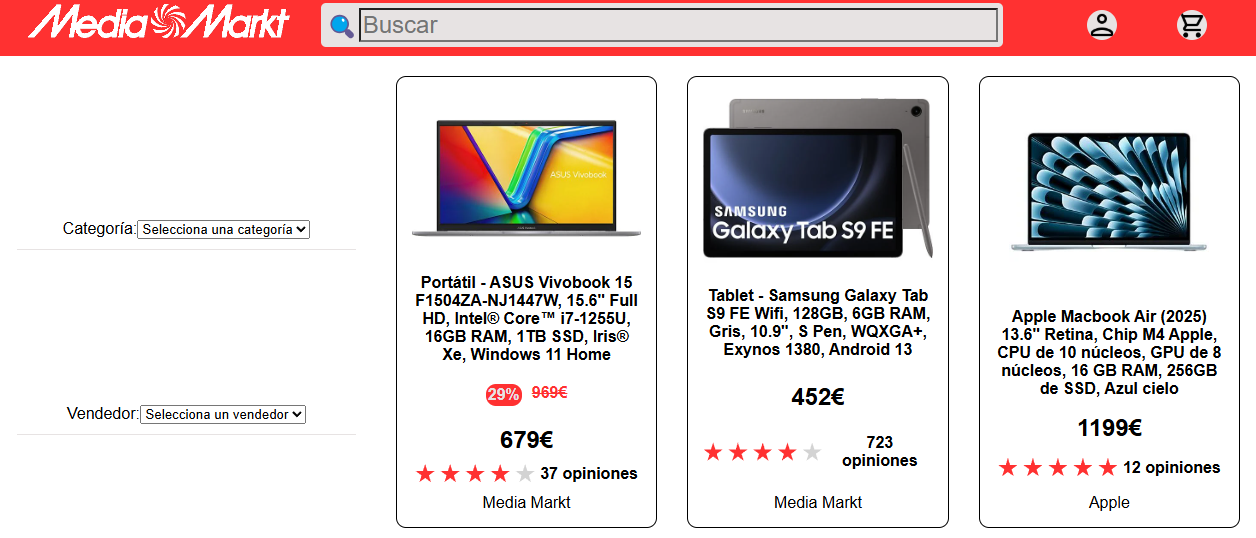 Media Markt
Buscar
Categoría: Selecciona una categoría
Vendedor: Selecciona un vendedor
ASUS Vivobook
Portátil - ASUS Vivobook 15
F1504ZA-NJ1447W, 15.6" Full
HD, Intel® Core™ i7-1255U,
16GB RAM, 1TB SSD, Iris®
Xe, Windows 11 Home
29% 969€
679€
37 opiniones
Media Markt
SAMSUNG
Galaxy Tab S9 FE
Tablet - Samsung Galaxy Tab
S9 FE Wifi, 128GB, 6GB RAM,
Gris, 10.9", S Pen, WQXGA+,
Exynos 1380, Android 13
452€
723
opiniones
Media Markt
Apple Macbook Air (2025)
13.6" Retina, Chip M4 Apple,
CPU de 10 núcleos, GPU de 8
núcleos, 16 GB RAM, 256GB
de SSD, Azul cielo
1199€
12 opiniones
Apple